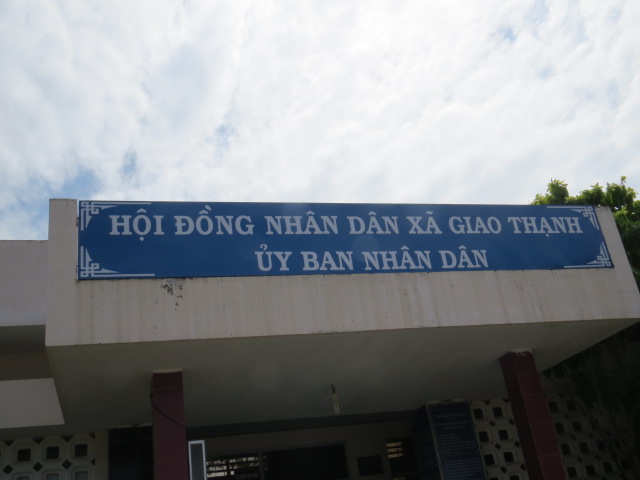 HỘI ĐỒNG NHÂN DÂN XÃ GIAO THẠNH
ỦY BAN NHÂN DÂN